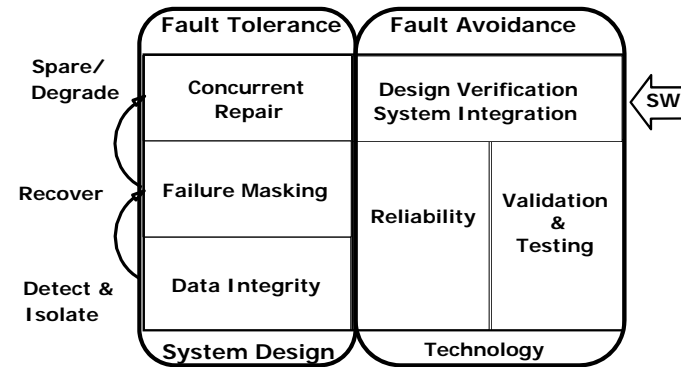 Fault Tolerance
Fault Avoidance
Spare/
Degrade
Concurrent
Repair
Design Verification
System Integration
SW
Recover
Failure Masking
Reliability
Validation
&
Testing
Detect &
Isolate
Data Integrity
System Design
Technology